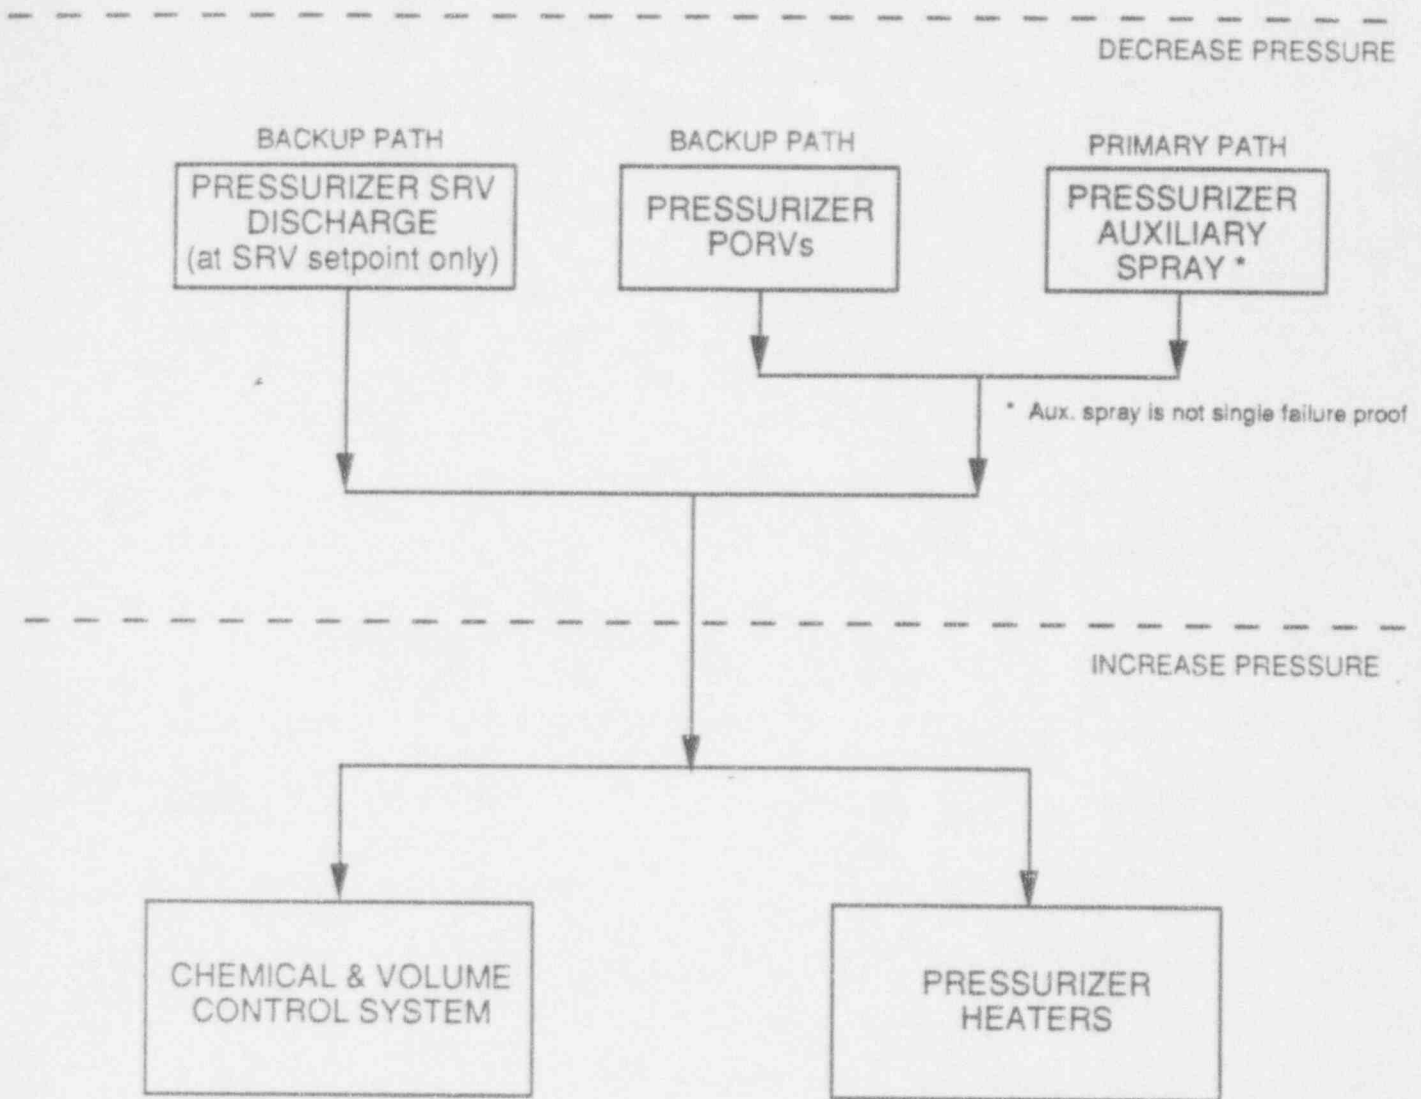 DECREASE PRESSURE
BACKUP PATH
PRESSURIZER SRV
DISCHARGE
(at SRV setpoint only)
BACKUP PATH
PRESSURIZER
PORVs
PRIMARY PATH
PRESSURIZER
AUXILIARY
SPRAY *
* Aux. spray is not single failure proof
INCREASE PRESSURE
CHEMICAL & VOLUME
CONTROL SYSTEM
PRESSURIZER
HEATERS